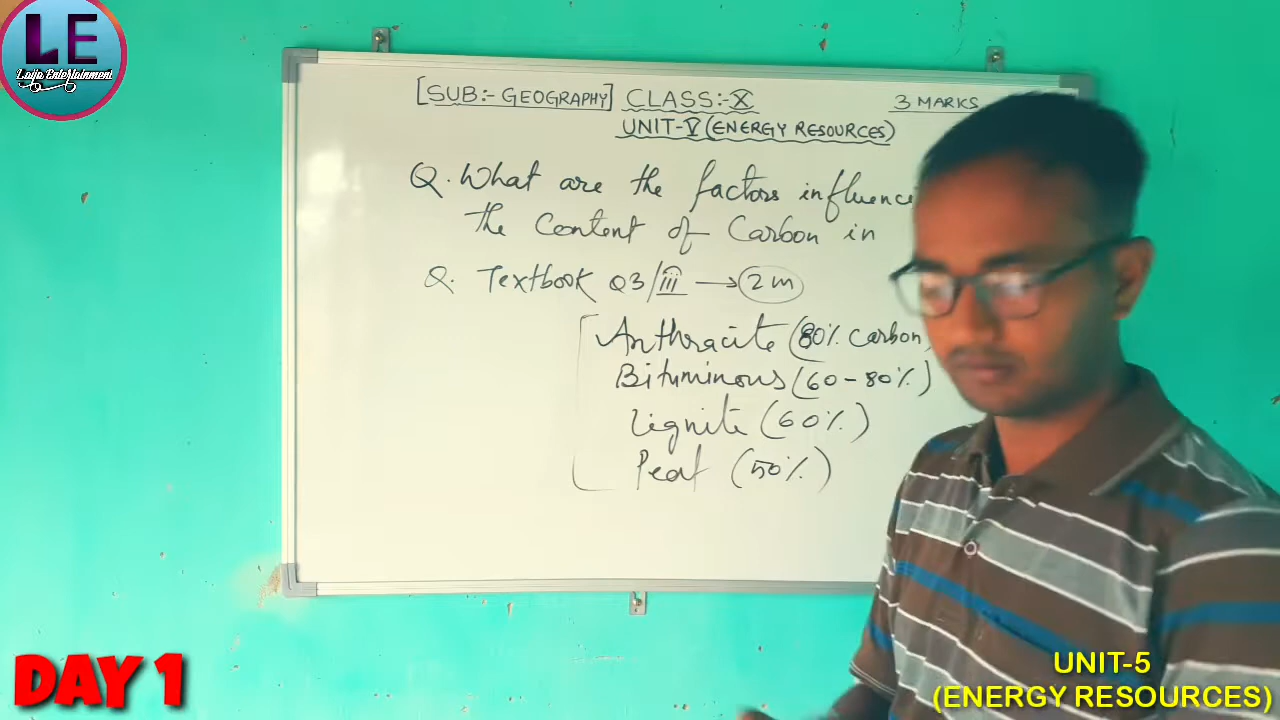 LE
Laifa Entertainment
[SUB:- GEOGRAPHY] CLASS:-X 3 MARKS
UNIT-V (ENERGY RESOURCES)
Q. What are the factors influence
the content of Carbon in
Q. Textbook Q3/iii → 2 m
Anthracite (80% carbon)
Bituminous (60-80%)
Lignite (60%)
Peat (50%)
DAY 1
UNIT-5
(ENERGY RESOURCES)